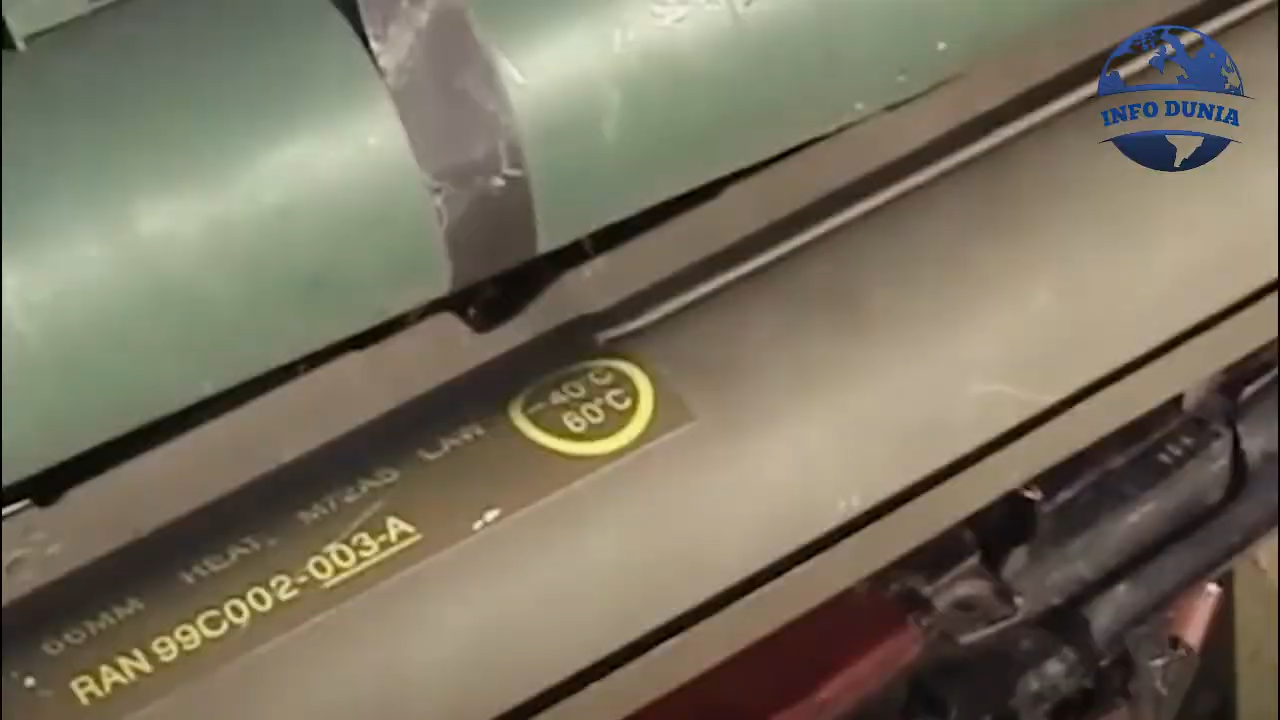 INFO DUNIA
-40°C
60°C
66MM HEAT, M72A5 LAW
RAN 99C002-003-A